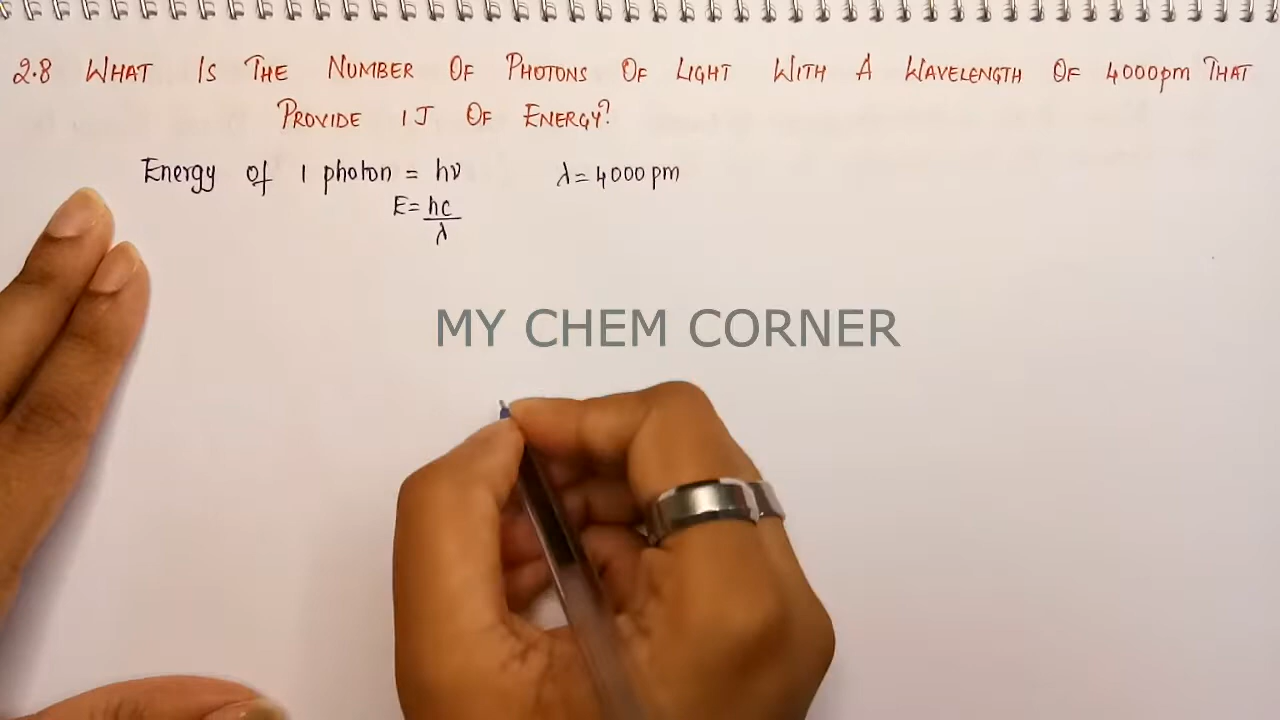 2.8 WHAT IS THE NUMBER OF PHOTONS OF LIGHT WITH A WAVELENGTH OF 4000pm THAT
PROVIDE 1J OF ENERGY?
Energy of 1 photon = hν λ = 4000 pm
E = hc
λ
MY CHEM CORNER